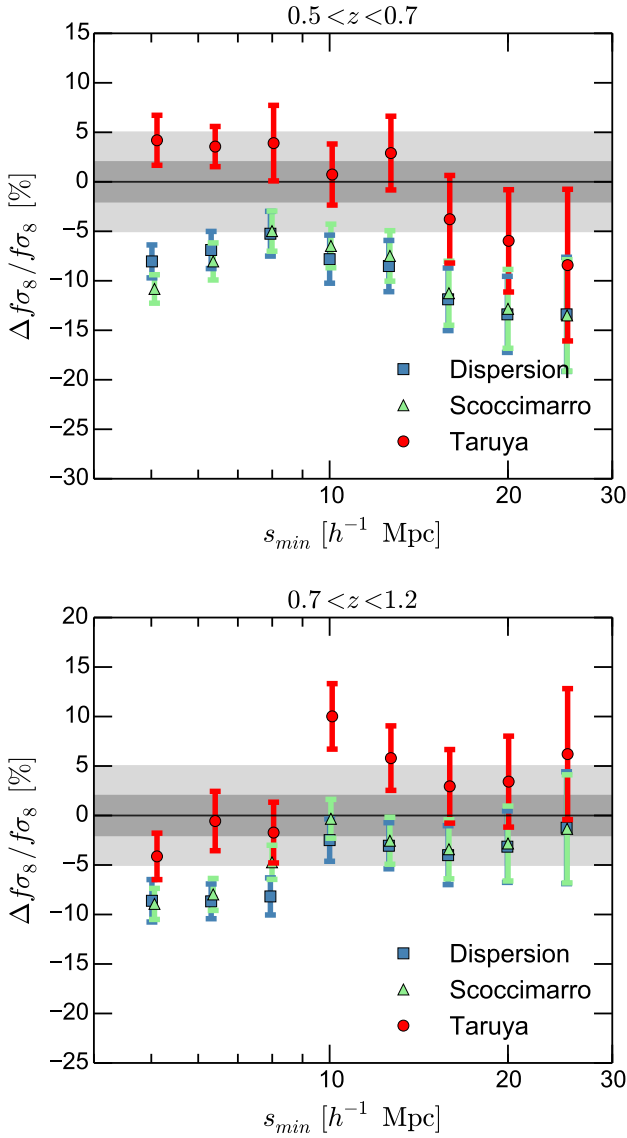 0.5 < z < 0.7
15
10
5
0
−5
−10
−15
−20
−25
−30
Δfσ₈/fσ₈ [%]
Dispersion
Scoccimarro
Taruya
10 20 30
s_min [h⁻¹ Mpc]
0.7 < z < 1.2
20
15
10
5
0
−5
−10
−15
−20
−25
Δfσ₈/fσ₈ [%]
Dispersion
Scoccimarro
Taruya
10 20 30
s_min [h⁻¹ Mpc]